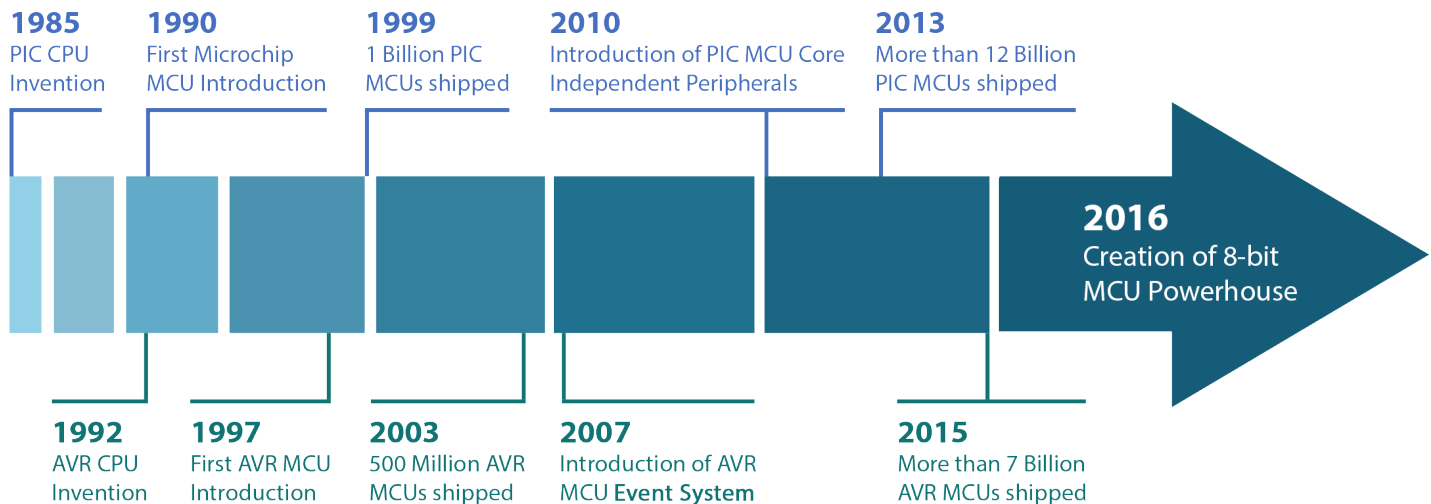 1985
PIC CPU
Invention
1990
First Microchip
MCU Introduction
1999
1 Billion PIC
MCUs shipped
2010
Introduction of PIC MCU Core
Independent Peripherals
2013
More than 12 Billion
PIC MCUs shipped
2016
Creation of 8-bit
MCU Powerhouse
1992
AVR CPU
Invention
1997
First AVR MCU
Introduction
2003
500 Million AVR
MCUs shipped
2007
Introduction of AVR
MCU Event System
2015
More than 7 Billion
AVR MCUs shipped